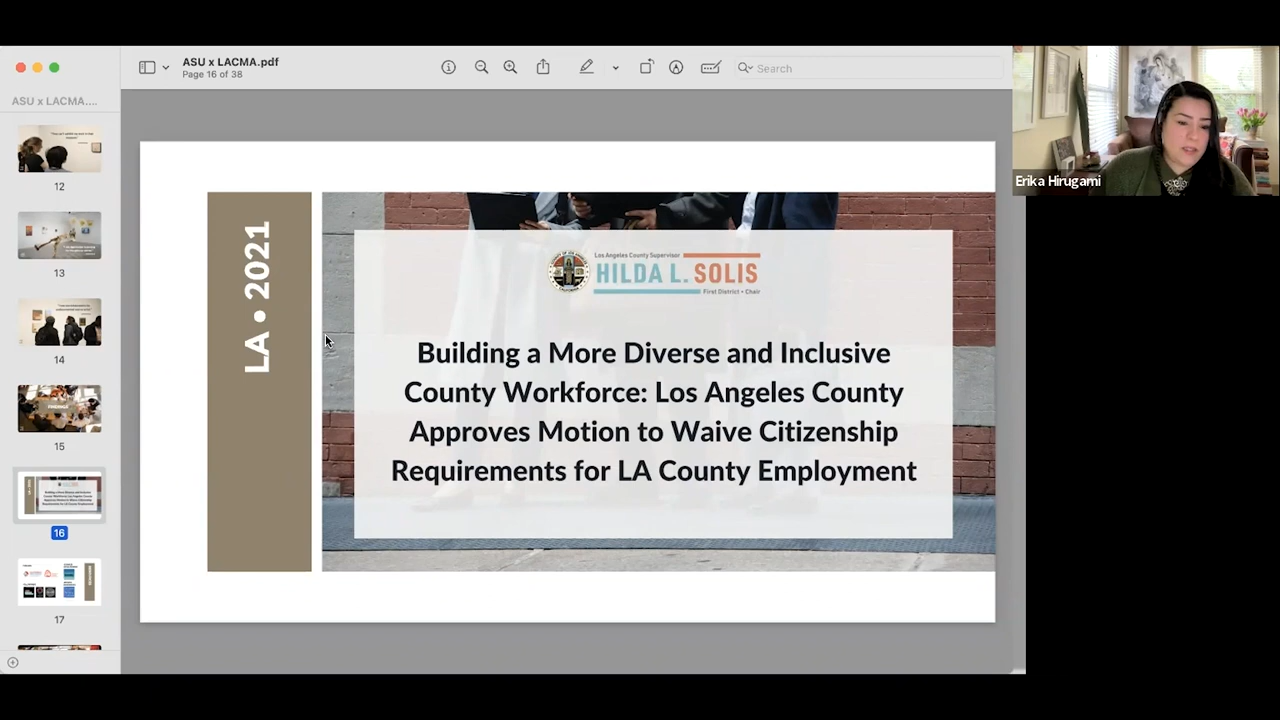 ASU x LACMA.pdf
Page 16 of 38
Search
ASU x LACMA....
12
13
14
15
16
17
LA • 2021
Los Angeles County Supervisor
HILDA L. SOLIS
First District • Chair
Building a More Diverse and Inclusive
County Workforce: Los Angeles County
Approves Motion to Waive Citizenship
Requirements for LA County Employment
Erika Hirugami